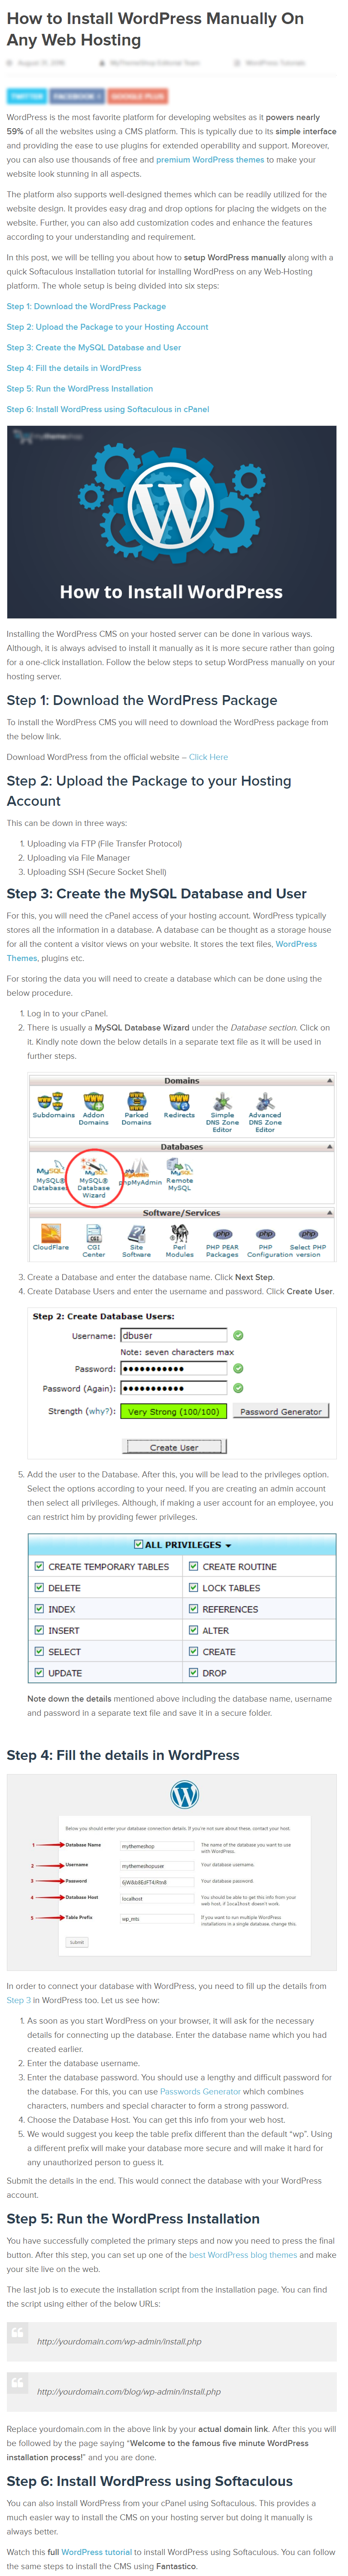 How to Install WordPress Manually On
Any Web Hosting
TWITTER FACEBOOK GOOGLE PLUS
WordPress is the most favorite platform for developing websites as it powers nearly
59% of all the websites using a CMS platform. This is typically due to its simple interface
and providing the ease to use plugins for extended operability and support. Moreover,
you can also use thousands of free and premium WordPress themes to make your
website look stunning in all aspects.
The platform also supports well-designed themes which can be readily utilized for the
website design. It provides easy drag and drop options for placing the widgets on the
website. Further, you can also add customization codes and enhance the features
according to your understanding and requirement.
In this post, we will be telling you about how to setup WordPress manually along with a
quick Softaculous installation tutorial for installing WordPress on any Web-Hosting
platform. The whole setup is being divided into six steps:
Step 1: Download the WordPress Package
Step 2: Upload the Package to your Hosting Account
Step 3: Create the MySQL Database and User
Step 4: Fill the details in WordPress
Step 5: Run the WordPress Installation
Step 6: Install WordPress using Softaculous in cPanel
How to Install WordPress
Installing the WordPress CMS on your hosted server can be done in various ways.
Although, it is always advised to install it manually as it is more secure rather than going
for a one-click installation. Follow the below steps to setup WordPress manually on your
hosting server.
Step 1: Download the WordPress Package
To install the WordPress CMS you will need to download the WordPress package from
the below link.
Download WordPress from the official website – Click Here
Step 2: Upload the Package to your Hosting
Account
This can be down in three ways:
1. Uploading via FTP (File Transfer Protocol)
2. Uploading via File Manager
3. Uploading SSH (Secure Socket Shell)
Step 3: Create the MySQL Database and User
For this, you will need the cPanel access of your hosting account. WordPress typically
stores all the information in a database. A database can be thought as a storage house
for all the content a visitor views on your website. It stores the text files, WordPress
Themes, plugins etc.
For storing the data you will need to create a database which can be done using the
below procedure.
1. Log in to your cPanel.
2. There is usually a MySQL Database Wizard under the Database section. Click on
it. Kindly note down the below details in a separate text file as it will be used in
further steps.
Domains
Subdomains Addon Parked Redirects Simple Advanced
Domains Domains DNS Zone DNS Zone
Editor Editor
Databases
MySQL® MySQL® phpMyAdmin Remote
Databases Database MySQL
Wizard
Software/Services
CloudFlare CGI Site Perl PHP PEAR PHP Select PHP
Center Software Modules Packages Configuration version
3. Create a Database and enter the database name. Click Next Step.
4. Create Database Users and enter the username and password. Click Create User.
Step 2: Create Database Users:
Username: dbuser
Note: seven characters max
Password: ●●●●●●●●●●●
Password (Again): ●●●●●●●●●●●
Strength (why?): Very Strong (100/100) Password Generator
Create User
5. Add the user to the Database. After this, you will be lead to the privileges option.
Select the options according to your need. If you are creating an admin account
then select all privileges. Although, if making a user account for an employee, you
can restrict him by providing fewer privileges.
ALL PRIVILEGES
CREATE TEMPORARY TABLES CREATE ROUTINE
DELETE LOCK TABLES
INDEX REFERENCES
INSERT ALTER
SELECT CREATE
UPDATE DROP
Note down the details mentioned above including the database name, username
and password in a separate text file and save it in a secure folder.
Step 4: Fill the details in WordPress
Below you should enter your database connection details. If you're not sure about these, contact your host.
1 Database Name mythemeshop The name of the database you want to use
with WordPress.
2 Username mythemeshopuser Your database username.
3 Password Your database password.
4 Database Host localhost You should be able to get this info from your
web host, if localhost doesn't work.
5 Table Prefix wp_mts If you want to run multiple WordPress
installations in a single database, change this.
Submit
In order to connect your database with WordPress, you need to fill up the details from
Step 3 in WordPress too. Let us see how:
1. As soon as you start WordPress on your browser, it will ask for the necessary
details for connecting up the database. Enter the database name which you had
created earlier.
2. Enter the database username.
3. Enter the database password. You should use a lengthy and difficult password for
the database. For this, you can use Passwords Generator which combines
characters, numbers and special character to form a strong password.
4. Choose the Database Host. You can get this info from your web host.
5. We would suggest you keep the table prefix different than the default “wp”. Using
a different prefix will make your database more secure and will make it hard for
any unauthorized person to guess it.
Submit the details in the end. This would connect the database with your WordPress
account.
Step 5: Run the WordPress Installation
You have successfully completed the primary steps and now you need to press the final
button. After this step, you can set up one of the best WordPress blog themes and make
your site live on the web.
The last job is to execute the installation script from the installation page. You can find
the script using either of the below URLs:
http://yourdomain.com/wp-admin/install.php
http://yourdomain.com/blog/wp-admin/install.php
Replace yourdomain.com in the above link by your actual domain link. After this you will
be followed by the page saying “Welcome to the famous five minute WordPress
installation process!” and you are done.
Step 6: Install WordPress using Softaculous
You can also install WordPress from your cPanel using Softaculous. This provides a
much easier way to install the CMS on your hosting server but doing it manually is
always better.
Watch this full WordPress tutorial to install WordPress using Softaculous. You can follow
the same steps to install the CMS using Fantastico.